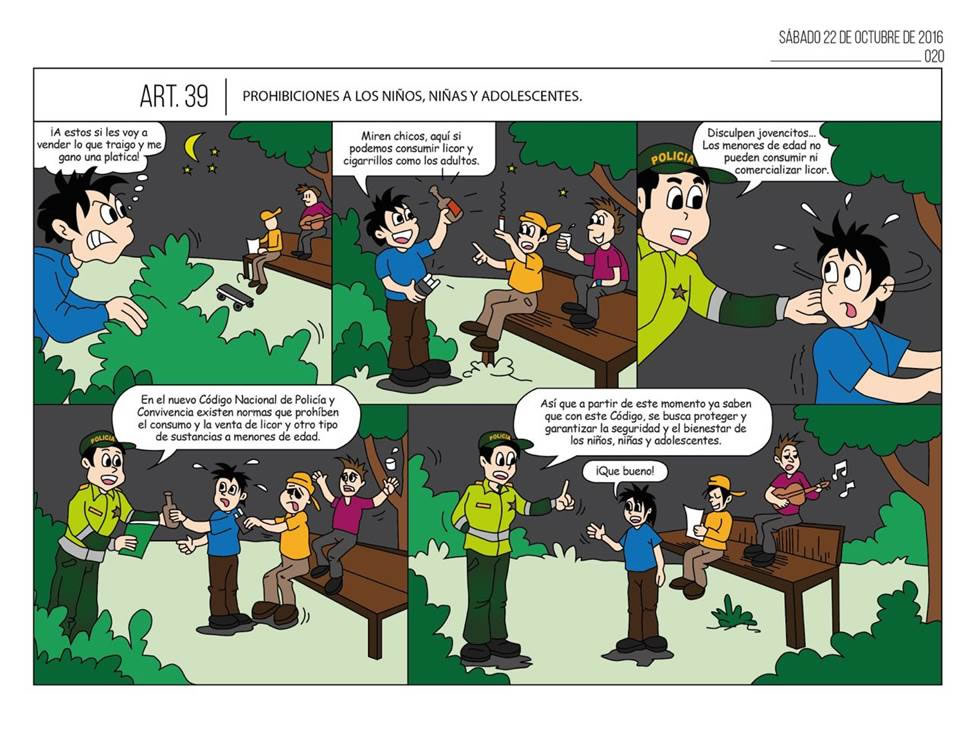 SÁBADO 22 DE OCTUBRE DE 2016
020
ART. 39
PROHIBICIONES A LOS NIÑOS, NIÑAS Y ADOLESCENTES.
¡A estos si les voy a
vender lo que traigo y me
gano una platica!
Miren chicos, aquí si
podemos consumir licor y
cigarrillos como los adultos.
Disculpen jovencitos...
Los menores de edad no
pueden consumir ni
comercializar licor.
POLICIA
En el nuevo Código Nacional de Policía y
Convivencia existen normas que prohíben
el consumo y la venta de licor y otro tipo
de sustancias a menores de edad.
POLICIA
Así que a partir de este momento ya saben
que con este Código, se busca proteger y
garantizar la seguridad y el bienestar de
los niños, niñas y adolescentes.
POLICIA
¡Que bueno!